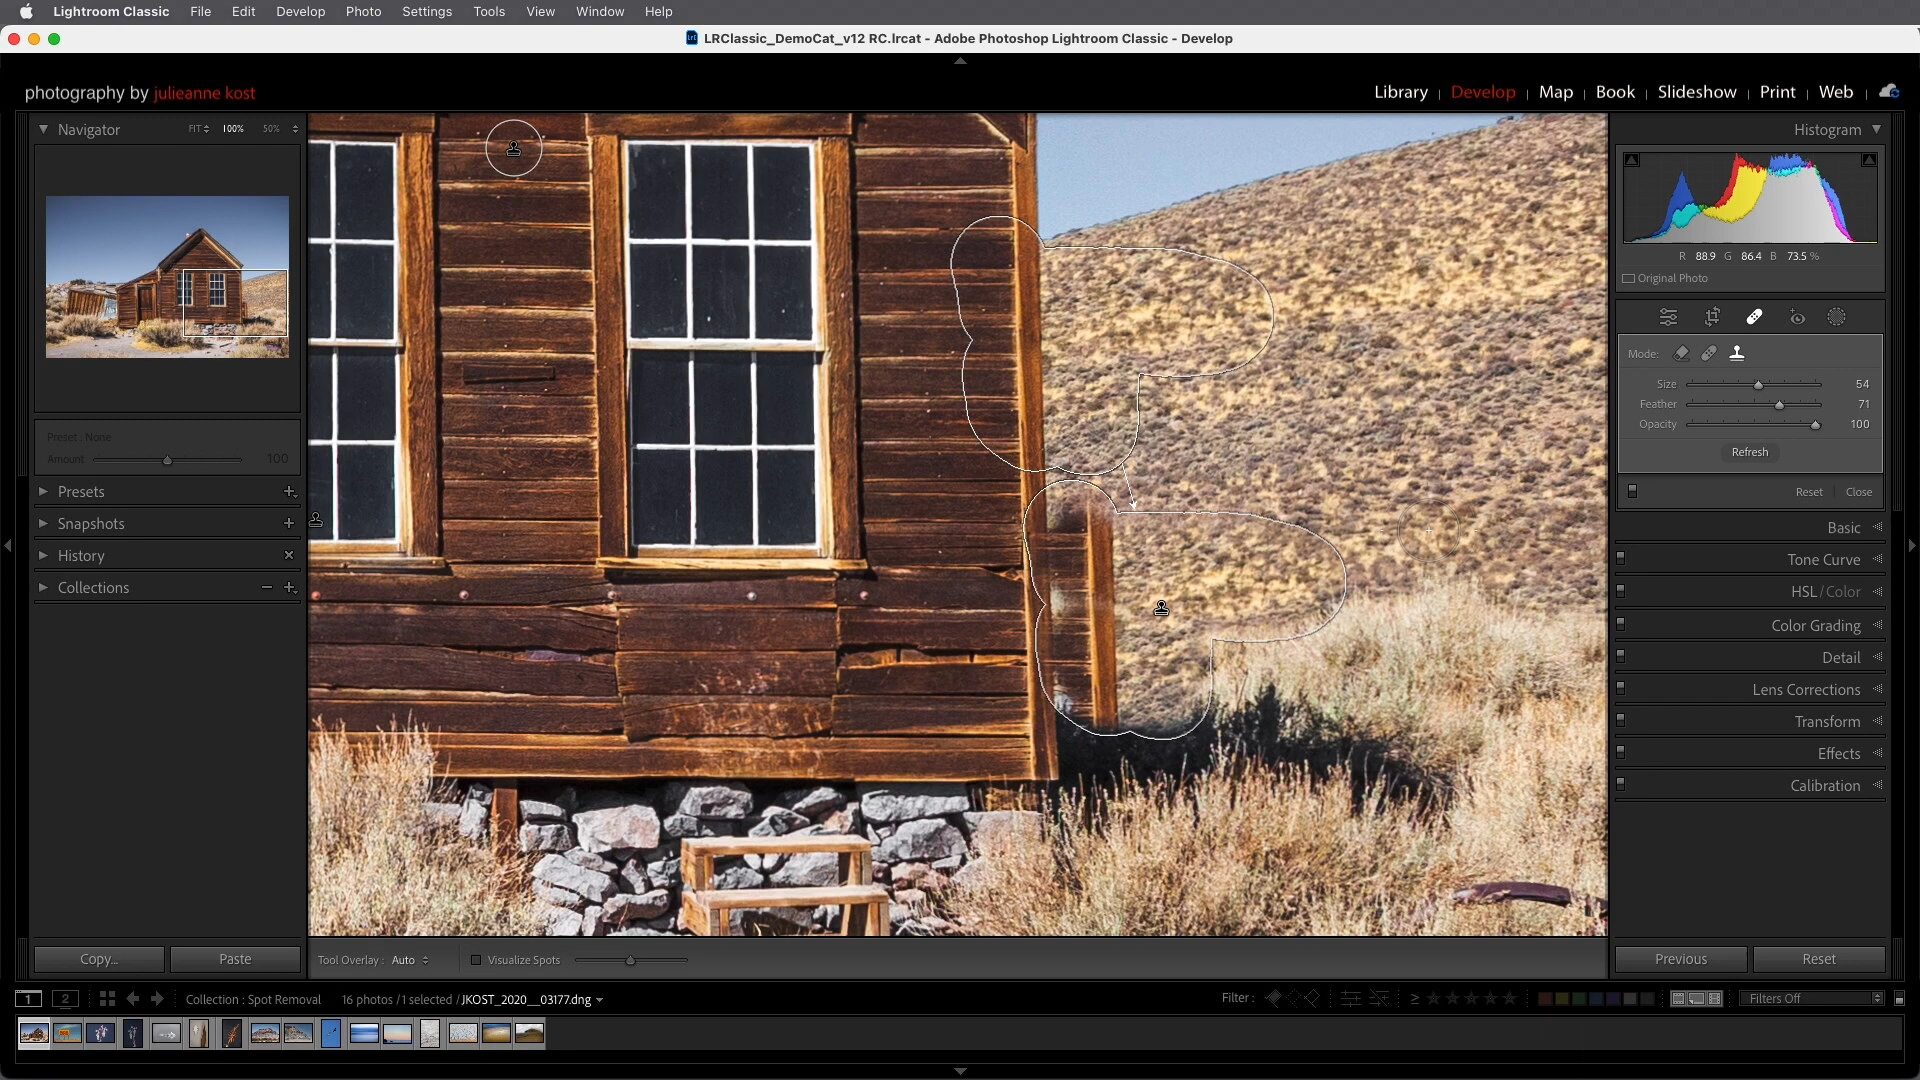 Lightroom Classic File Edit Develop Photo Settings Tools View Window Help
LrC LRClassic_DemoCat_v12 RC.lrcat - Adobe Photoshop Lightroom Classic - Develop
photography by julieanne kost
Library | Develop | Map | Book | Slideshow | Print | Web |
Navigator FIT 100% 50%
Preset : None
Amount 100
Presets
Snapshots
History
Collections
Copy... Paste
Histogram
R 88.9 G 86.4 B 73.5 %
Original Photo
Mode:
Size 54
Feather 71
Opacity 100
Refresh
Reset | Close
Basic
Tone Curve
HSL / Color
Color Grading
Detail
Lens Corrections
Transform
Effects
Calibration
Previous Reset
Tool Overlay : Auto Visualize Spots
1 2 Collection : Spot Removal 16 photos / 1 selected / JKOST_2020__03177.dng Filter : ≥ Filters Off